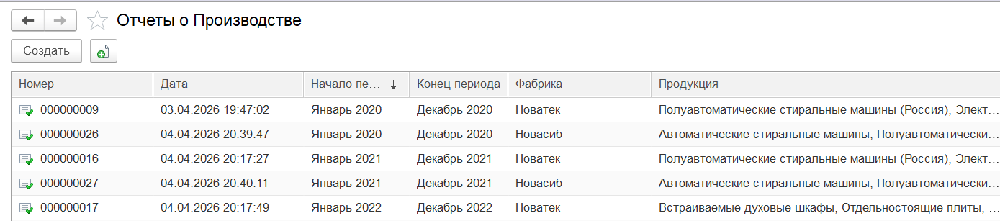 Отчеты о Производстве
Создать
Номер Дата Начало пе... Конец периода Фабрика Продукция
000000009 03.04.2026 19:47:02 Январь 2020 Декабрь 2020 Новатек Полуавтоматические стиральные машины (Россия), Элект...
000000026 04.04.2026 20:39:47 Январь 2020 Декабрь 2020 Новасиб Автоматические стиральные машины, Полуавтоматически...
000000016 04.04.2026 20:17:27 Январь 2021 Декабрь 2021 Новатек Полуавтоматические стиральные машины (Россия), Элект...
000000027 04.04.2026 20:40:11 Январь 2021 Декабрь 2021 Новасиб Автоматические стиральные машины, Полуавтоматически...
000000017 04.04.2026 20:17:49 Январь 2022 Декабрь 2022 Новатек Встраиваемые духовые шкафы, Отдельностоящие плиты, ...